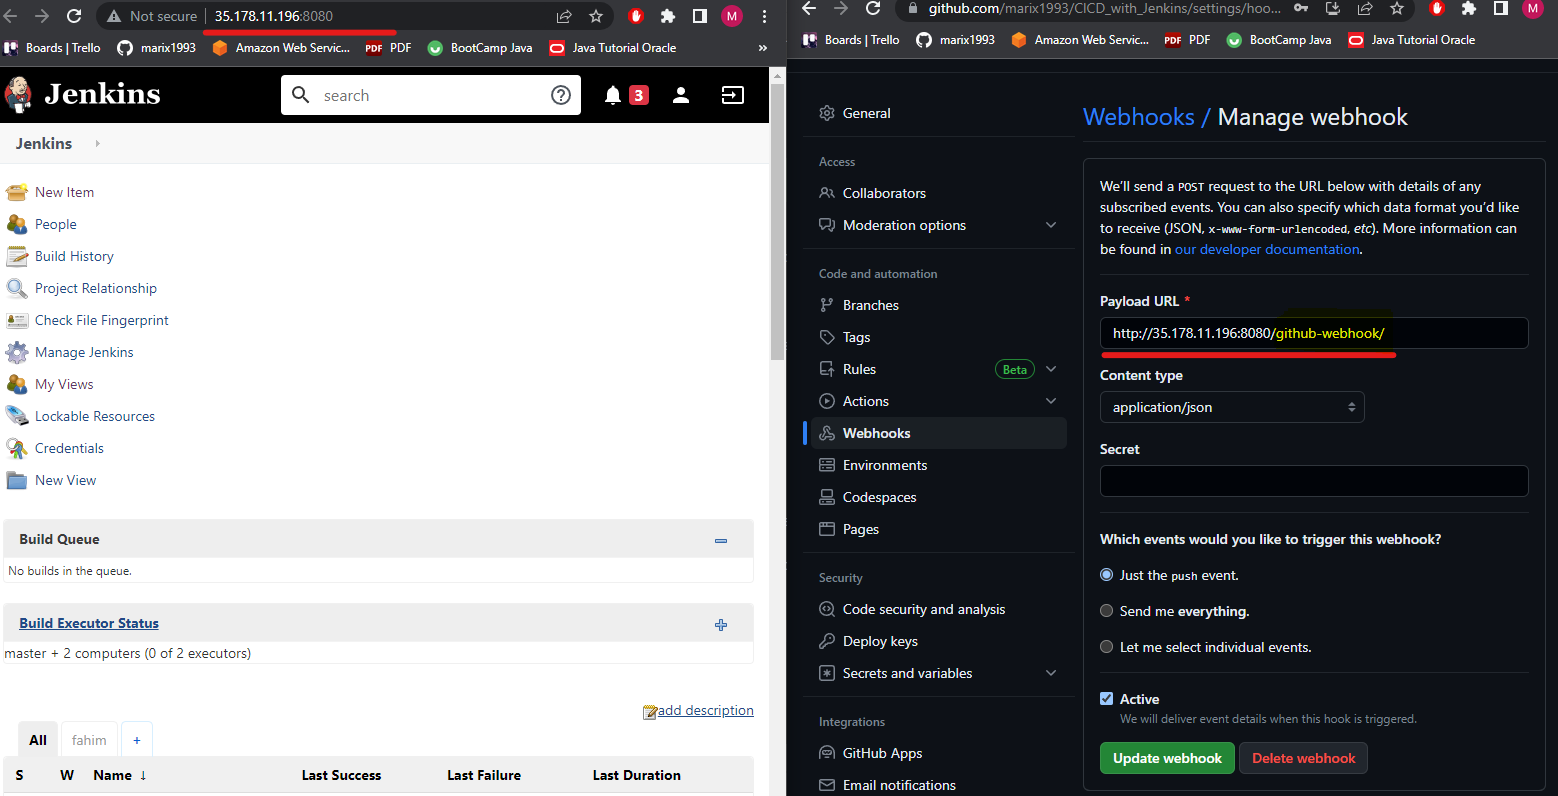 Not secure 35.178.11.196:8080
M
Boards | Trello marix1993 Amazon Web Servic... PDF PDF BootCamp Java Java Tutorial Oracle »
Jenkins
search
3
Jenkins
New Item
People
Build History
Project Relationship
Check File Fingerprint
Manage Jenkins
My Views
Lockable Resources
Credentials
New View
Build Queue
No builds in the queue.
Build Executor Status
master + 2 computers (0 of 2 executors)
add description
All fahim +
S W Name ↓ Last Success Last Failure Last Duration
github.com/marix1993/CICD_with_Jenkins/settings/hoo...
M
Boards | Trello marix1993 Amazon Web Servic... PDF PDF BootCamp Java Java Tutorial Oracle
General
Access
Collaborators
Moderation options
Code and automation
Branches
Tags
Rules Beta
Actions
Webhooks
Environments
Codespaces
Pages
Security
Code security and analysis
Deploy keys
Secrets and variables
Integrations
GitHub Apps
Email notifications
Webhooks / Manage webhook
We'll send a POST request to the URL below with details of any
subscribed events. You can also specify which data format you'd like
to receive (JSON, x-www-form-urlencoded, etc). More information can
be found in our developer documentation.
Payload URL *
http://35.178.11.196:8080/github-webhook/
Content type
application/json
Secret
Which events would you like to trigger this webhook?
Just the push event.
Send me everything.
Let me select individual events.
Active
We will deliver event details when this hook is triggered.
Update webhook Delete webhook